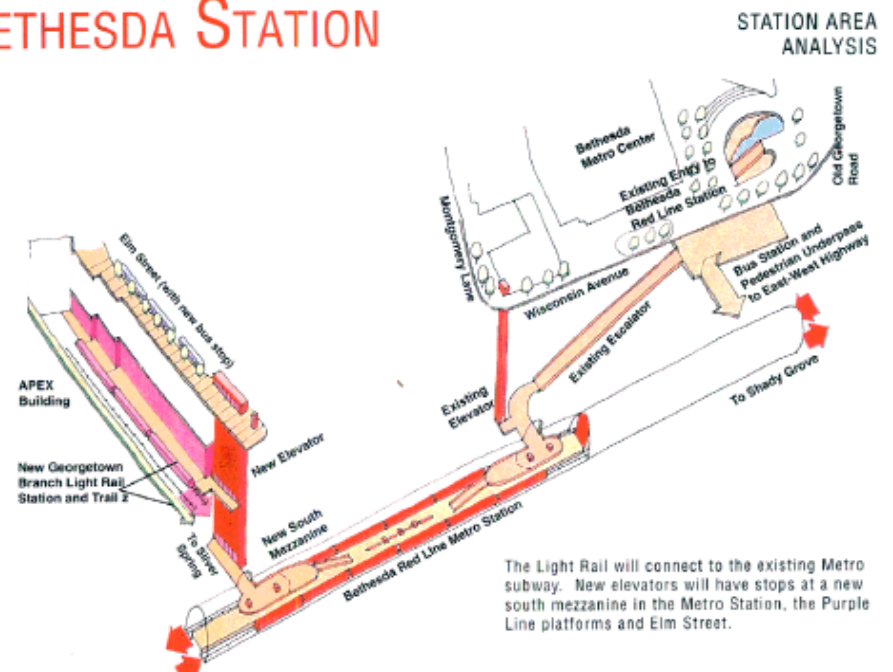 ETHESDA STATION
STATION AREA
ANALYSIS
Bethesda
Metro Center
Old Georgetown
Road
Existing Entry to
Bethesda
Red Line Station
Montgomery Lane
Wisconsin Avenue
Bus Station and
Pedestrian Underpass
to East-West Highway
Elm Street (with new bus stop)
Existing Escalator
To Shady Grove
APEX
Building
Existing
Elevator
New Elevator
New Georgetown
Branch Light Rail
Station and Trail 2
To Silver
Spring
New South
Mezzanine
Bethesda Red Line Metro Station
The Light Rail will connect to the existing Metro
subway. New elevators will have stops at a new
south mezzanine in the Metro Station, the Purple
Line platforms and Elm Street.